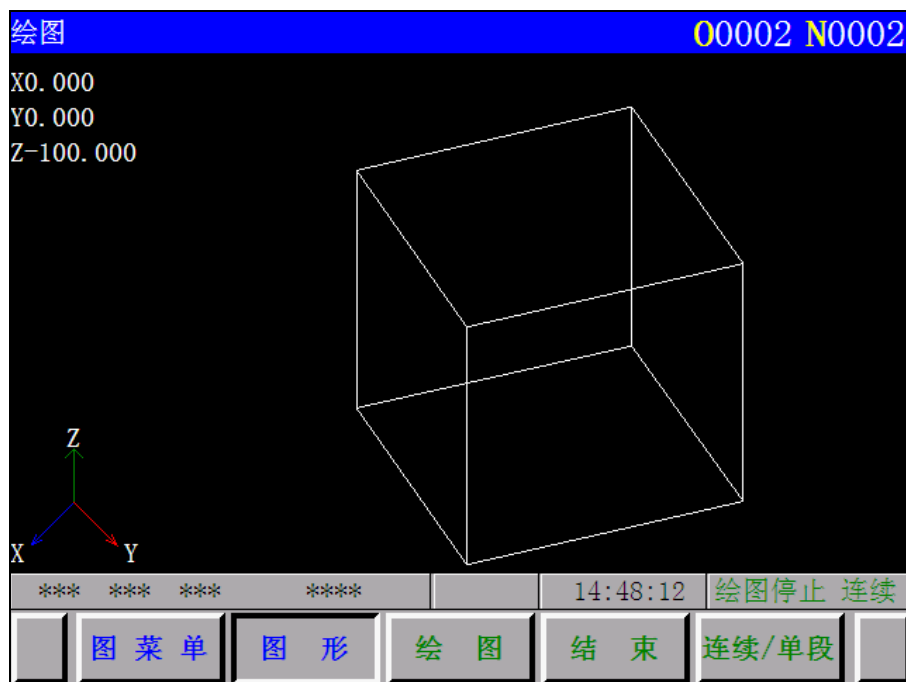 绘图 O0002 N0002
X0.000
Y0.000
Z-100.000
Z
X Y
*** *** *** **** 14:48:12 绘图停止 连续
图菜单 图形 绘图 结束 连续/单段